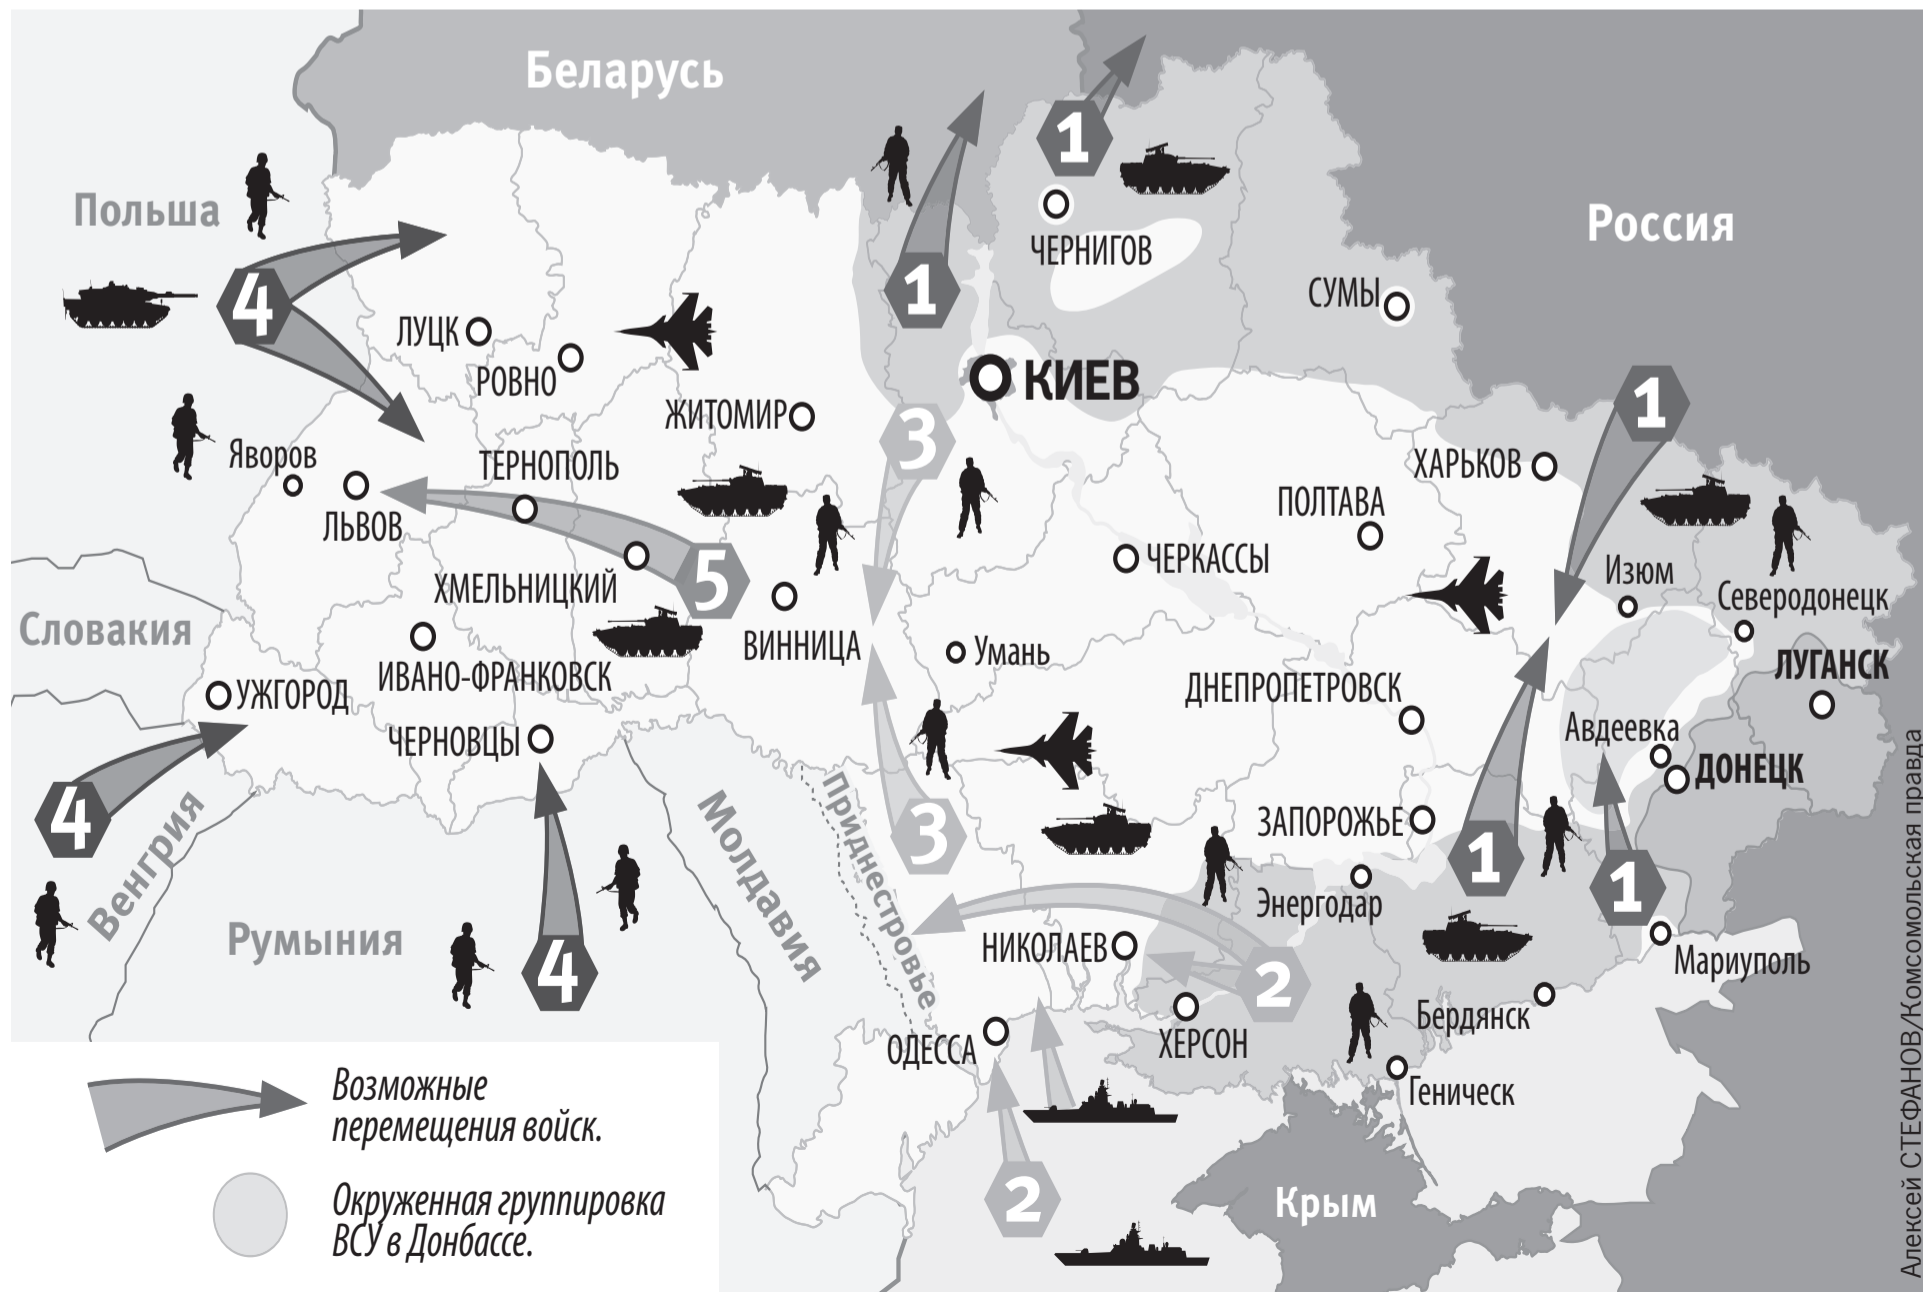 Беларусь
1
1
Польша
Россия
ЧЕРНИГОВ
1
СУМЫ
4
ЛУЦК
РОВНО
КИЕВ
1
ЖИТОМИР
3
Яворов
ТЕРНОПОЛЬ
ХАРЬКОВ
ЛЬВОВ
ПОЛТАВА
ЧЕРКАССЫ
ХМЕЛЬНИЦКИЙ
5
Изюм
Северодонецк
Словакия
ВИННИЦА
Умань
ИВАНО-ФРАНКОВСК
ЛУГАНСК
УЖГОРОД
ДНЕПРОПЕТРОВСК
ЧЕРНОВЦЫ
Авдеевка
ДОНЕЦК
4
Венгрия
Молдавия
Приднестровье
3
ЗАПОРОЖЬЕ
1
1
Энергодар
Румыния
4
НИКОЛАЕВ
2
Мариуполь
Бердянск
ОДЕССА
ХЕРСОН
Геническ
2
Крым
Возможные
перемещения войск.
Окруженная группировка
ВСУ в Донбассе.
Алексей СТЕФАНОВ/Комсомольская правда